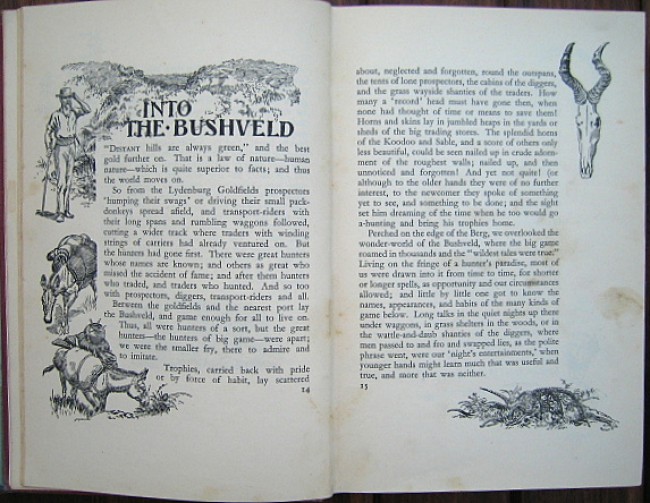 INTO
THE·BUSHVELD
"DISTANT hills are always green," and the best
gold further on. That is a law of nature—human
nature—which is quite superior to facts; and thus
the world moves on.
So from the Lydenburg Goldfields prospectors
'humping their swags' or driving their small pack-
donkeys spread afield, and transport-riders with
their long spans and rumbling waggons followed,
cutting a wider track where traders with winding
strings of carriers had already ventured on. But
the hunters had gone first. There were great hunters
whose names are known; and others as great who
missed the accident of fame; and after them hunters
who traded, and traders who hunted. And so too
with prospectors, diggers, transport-riders and all.
Between the goldfields and the nearest port lay
the Bushveld, and game enough for all to live on.
Thus, all were hunters of a sort, but the great
hunters—the hunters of big game—were apart;
we were the smaller fry, there to admire and
to imitate.
Trophies, carried back with pride
or by force of habit, lay scattered
14
about, neglected and forgotten, round the outspans,
the tents of lone prospectors, the cabins of the diggers,
and the grass wayside shanties of the traders. How
many a 'record' head must have gone then, when
none had thought of time or means to save them!
Horns and skins lay in jumbled heaps in the yards or
sheds of the big trading stores. The splendid horns
of the Koodoo and Sable, and a score of others only
less beautiful, could be seen nailed up in crude adorn-
ment of the roughest walls; nailed up, and then
unnoticed and forgotten! And yet not quite! (or
although to the older hands they were of no further
interest, to the newcomer they spoke of something
yet to see, and something to be done; and the sight
set him dreaming of the time when he too would go
a-hunting and bring his trophies home.
Perched on the edge of the Berg, we overlooked the
wonder-world of the Bushveld, where the big game
roamed in thousands and the "wildest tales were true."
Living on the fringe of a hunter's paradise, most of
us were drawn into it from time to time, for shorter
or longer spells, as opportunity and our circumstances
allowed; and little by little one got to know the
names, appearances, and habits of the many kinds of
game below. Long talks in the quiet nights up there
under waggons, in grass shelters in the woods, or in
the wattle-and-daub shanties of the diggers, where
men passed to and fro and swapped lies, as the polite
phrase went, were our 'night's entertainments,' when
younger hands might learn much that was useful and
true, and more that was neither.
15